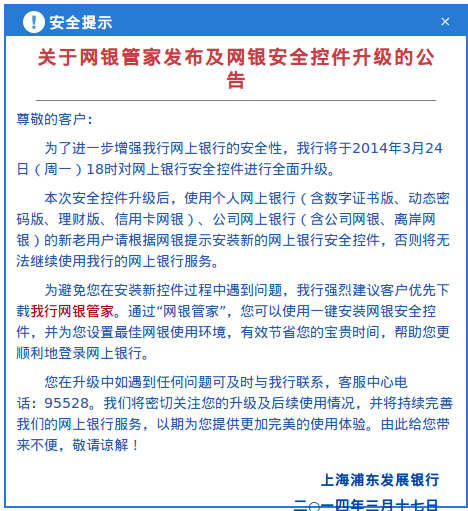 安全提示
×
关于网银管家发布及网银安全控件升级的公
告
尊敬的客户：
为了进一步增强我行网上银行的安全性，我行将于2014年3月24
日（周一）18时对网上银行安全控件进行全面升级。
本次安全控件升级后，使用个人网上银行（含数字证书版、动态密
码版、理财版、信用卡网银）、公司网上银行（含公司网银、离岸网
银）的新老用户请根据网银提示安装新的网上银行安全控件，否则将无
法继续使用我行的网上银行服务。
为避免您在安装新控件过程中遇到问题，我行强烈建议客户优先下
载我行网银管家。通过“网银管家”，您可以使用一键安装网银安全控
件，并为您设置最佳网银使用环境，有效节省您的宝贵时间，帮助您更
顺利地登录网上银行。
您在升级中如遇到任何问题可及时与我行联系，客服中心电
话：95528。我们将密切关注您的升级及后续使用情况，并将持续完善
我们的网上银行服务，以期为您提供更加完美的使用体验。由此给您带
来不便，敬请谅解！
上海浦东发展银行
二○一四年三月十七日